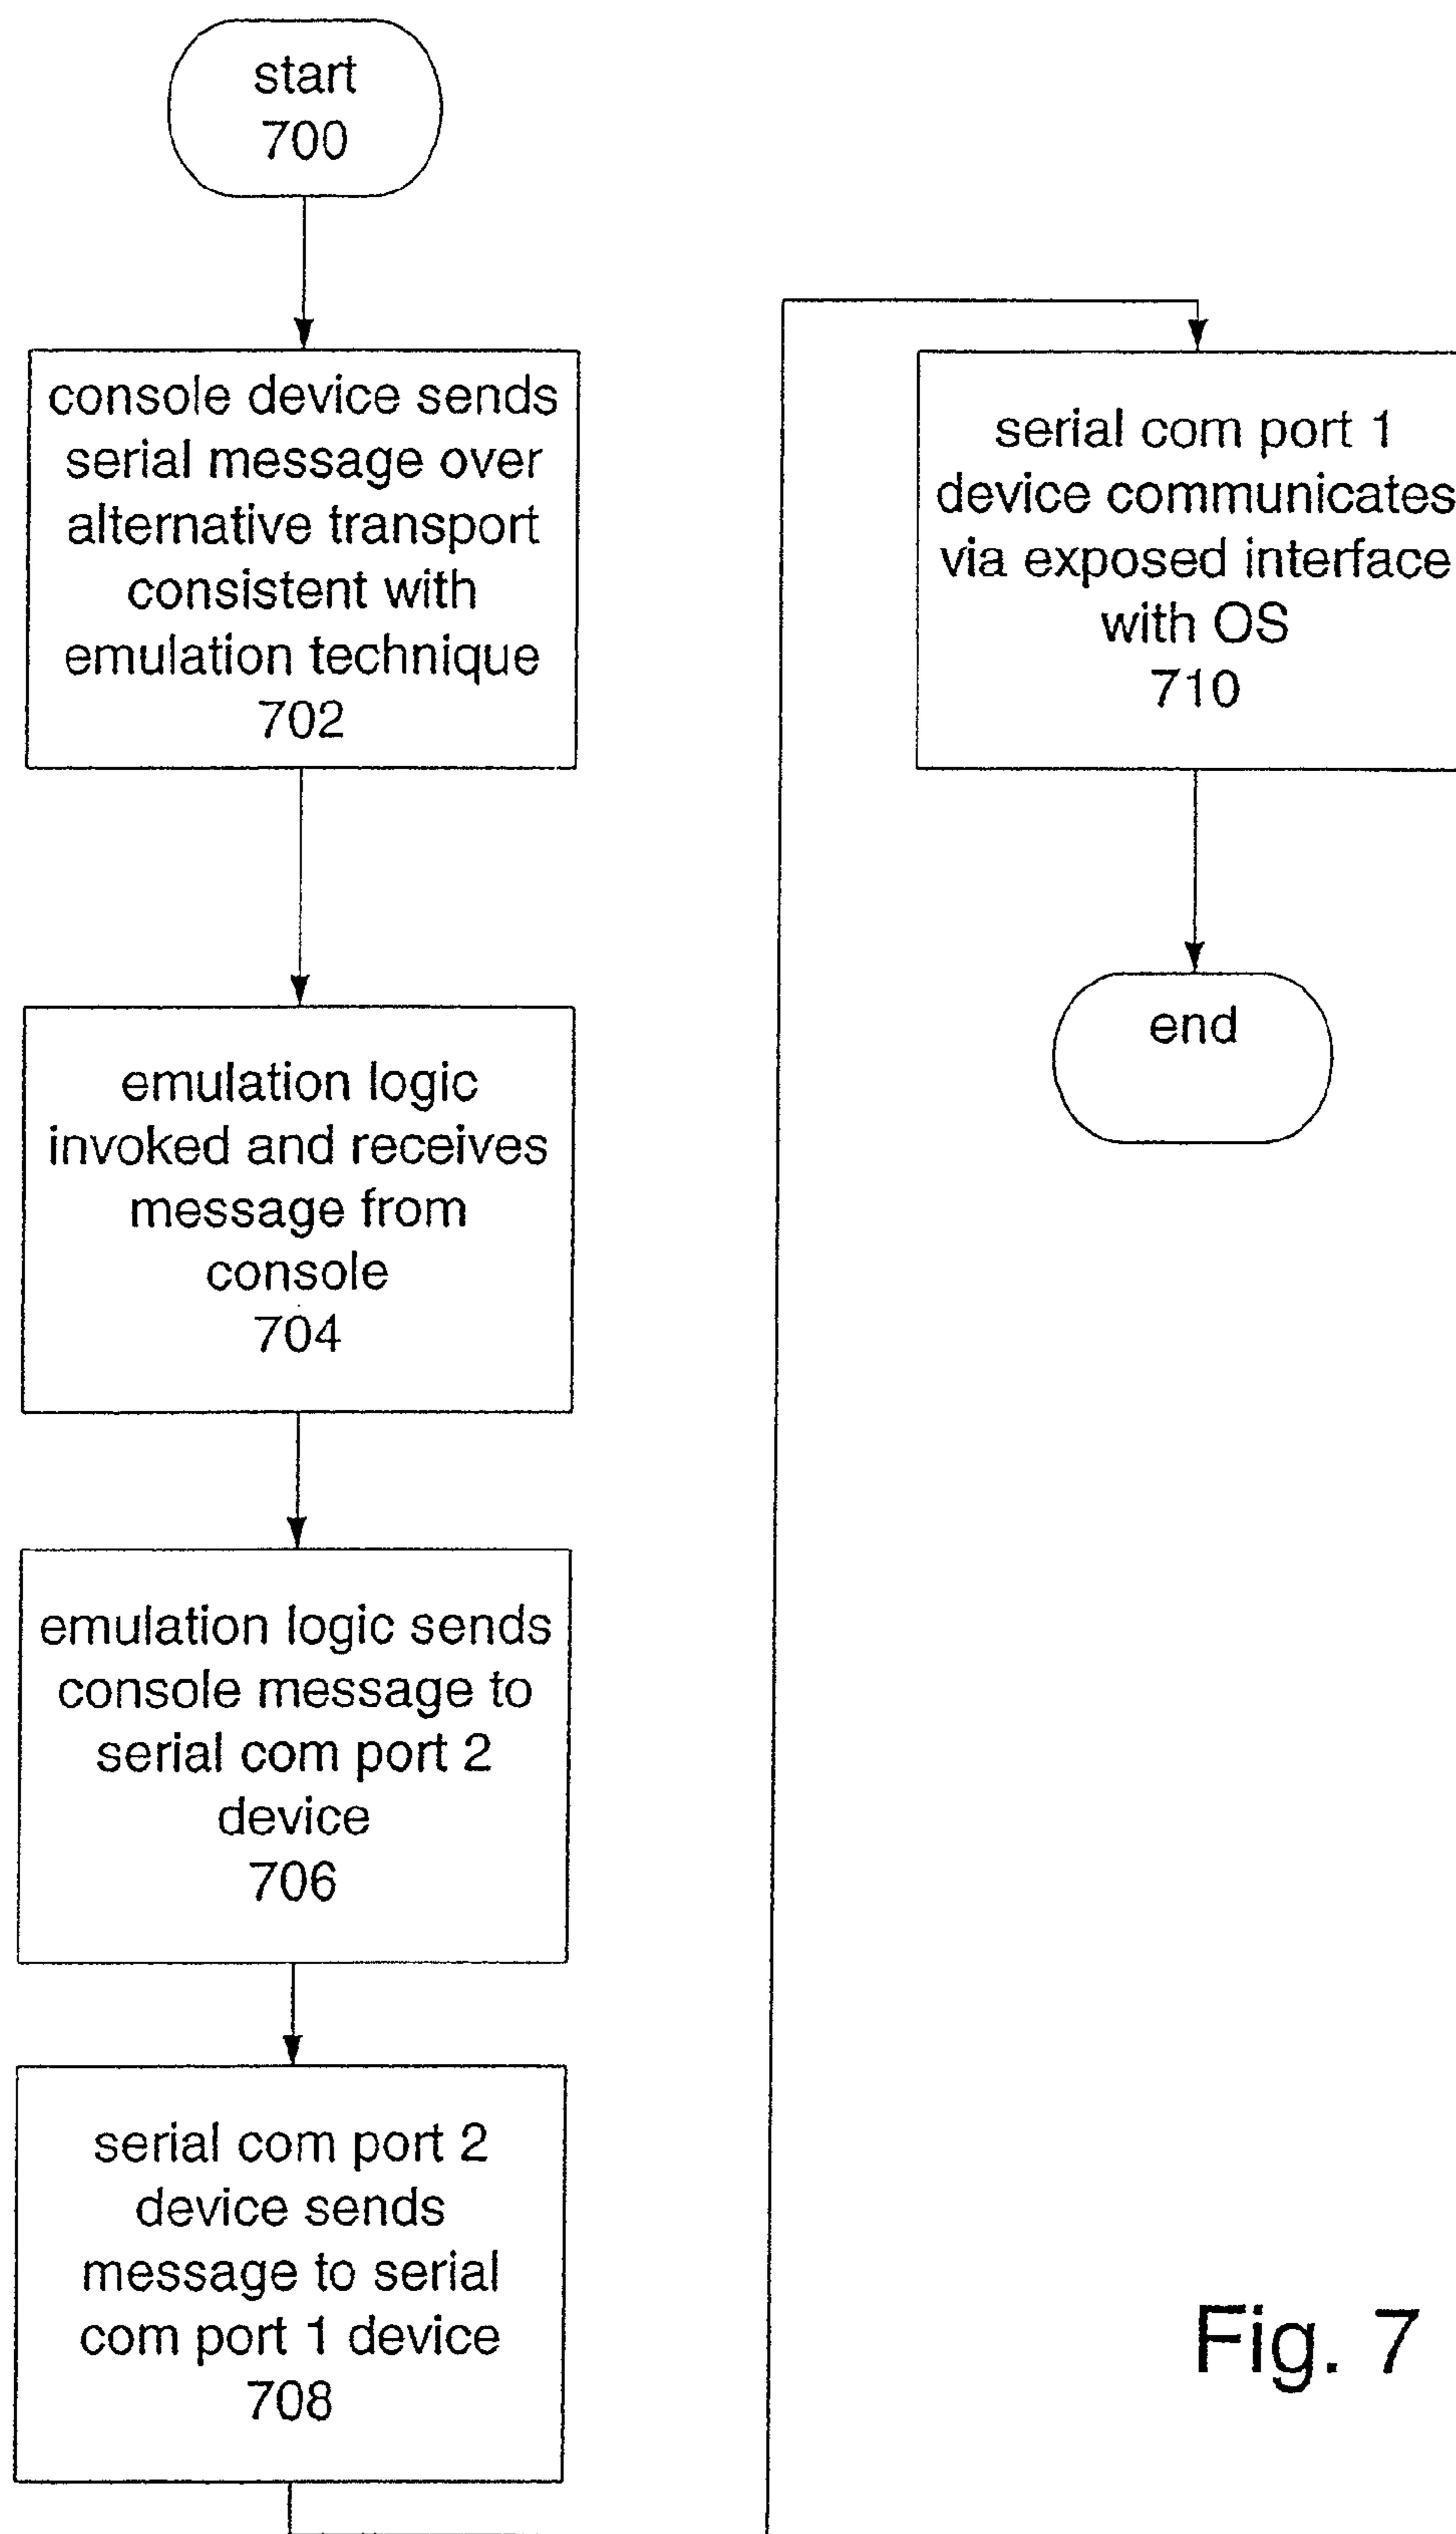 start
700
console device sends
serial message over
alternative transport
consistent with
emulation technique
702
emulation logic
invoked and receives
message from
console
704
emulation logic sends
console message to
serial com port 2
device
706
serial com port 2
device sends
message to serial
com port 1 device
708
serial com port 1
device communicates
via exposed interface
with OS
710
end
Fig. 7